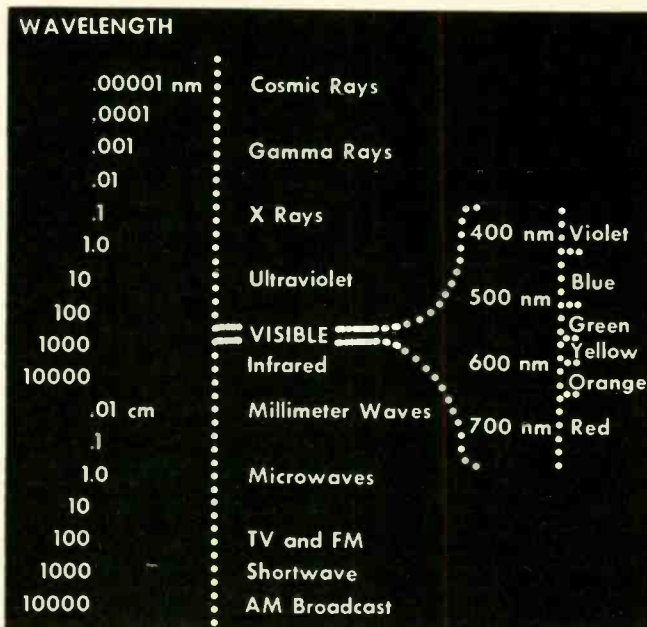 WAVELENGTH
.00001 nm
Cosmic Rays
.0001
.001
Gamma Rays
.01
.1
X Rays
1.0
10
Ultraviolet
100
VISIBLE
1000
Infrared
10000
.01 cm
Millimeter Waves
.1
1.0
Microwaves
10
100
TV and FM
1000
Shortwave
10000
AM Broadcast
400 nm
Violet
Blue
500 nm
Green
Yellow
600 nm
Orange
700 nm
Red